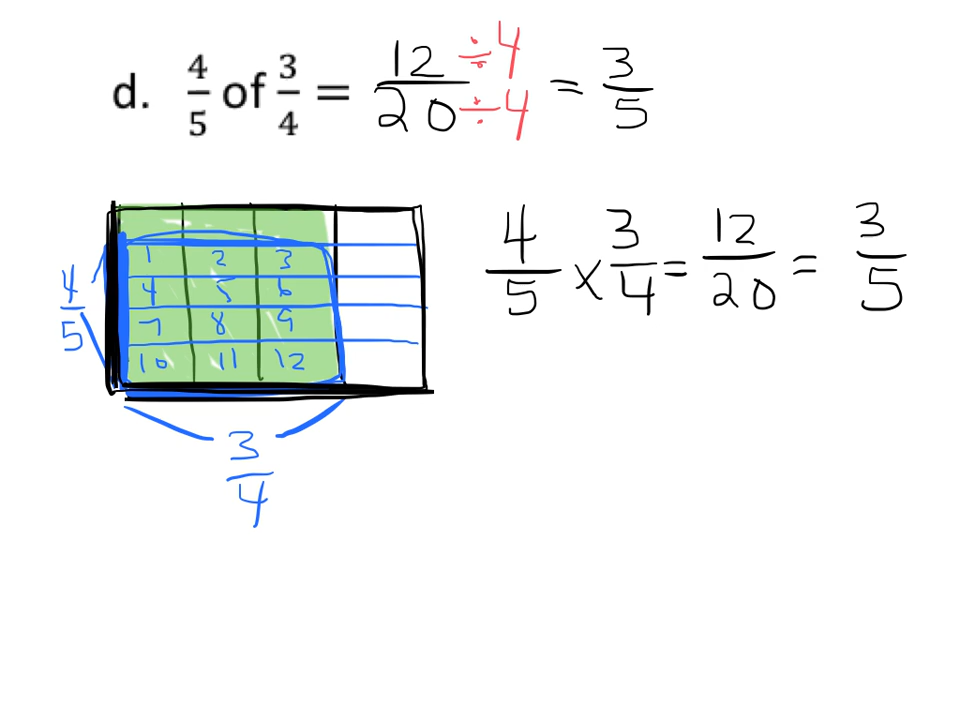 d. 4/5 of 3/4 = 12/20 ÷4/÷4 = 3/5
4/5 x 3/4 = 12/20 = 3/5
1 2 3
4 5 6
7 8 9
10 11 12
4/5
3/4